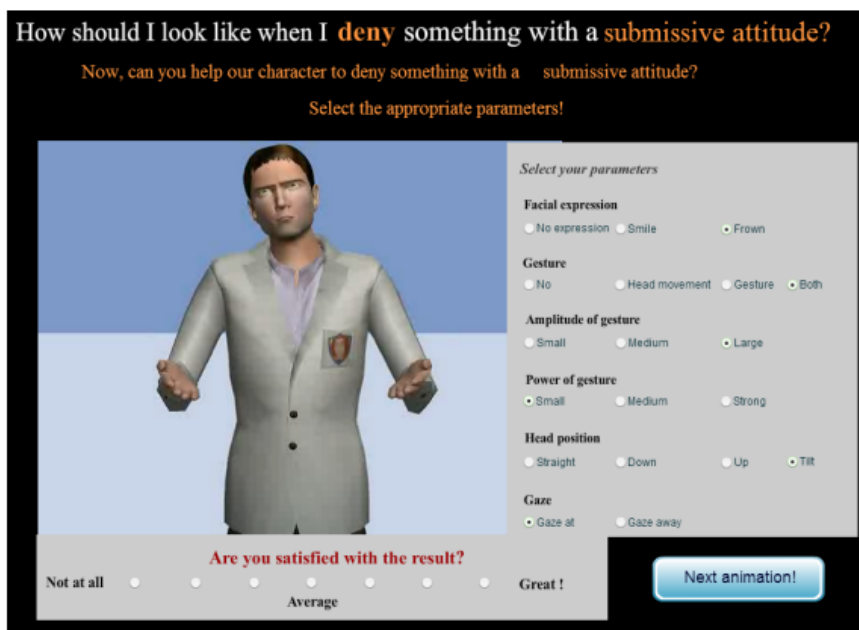 How should I look like when I deny something with a submissive attitude?
Now, can you help our character to deny something with a submissive attitude?
Select the appropriate parameters!
Select your parameters
Facial expression
No expression Smile Frown
Gesture
No Head movement Gesture Both
Amplitude of gesture
Small Medium Large
Power of gesture
Small Medium Strong
Head position
Straight Down Up Tilt
Gaze
Gaze at Gaze away
Are you satisfied with the result?
Not at all Great !
Average
Next animation!